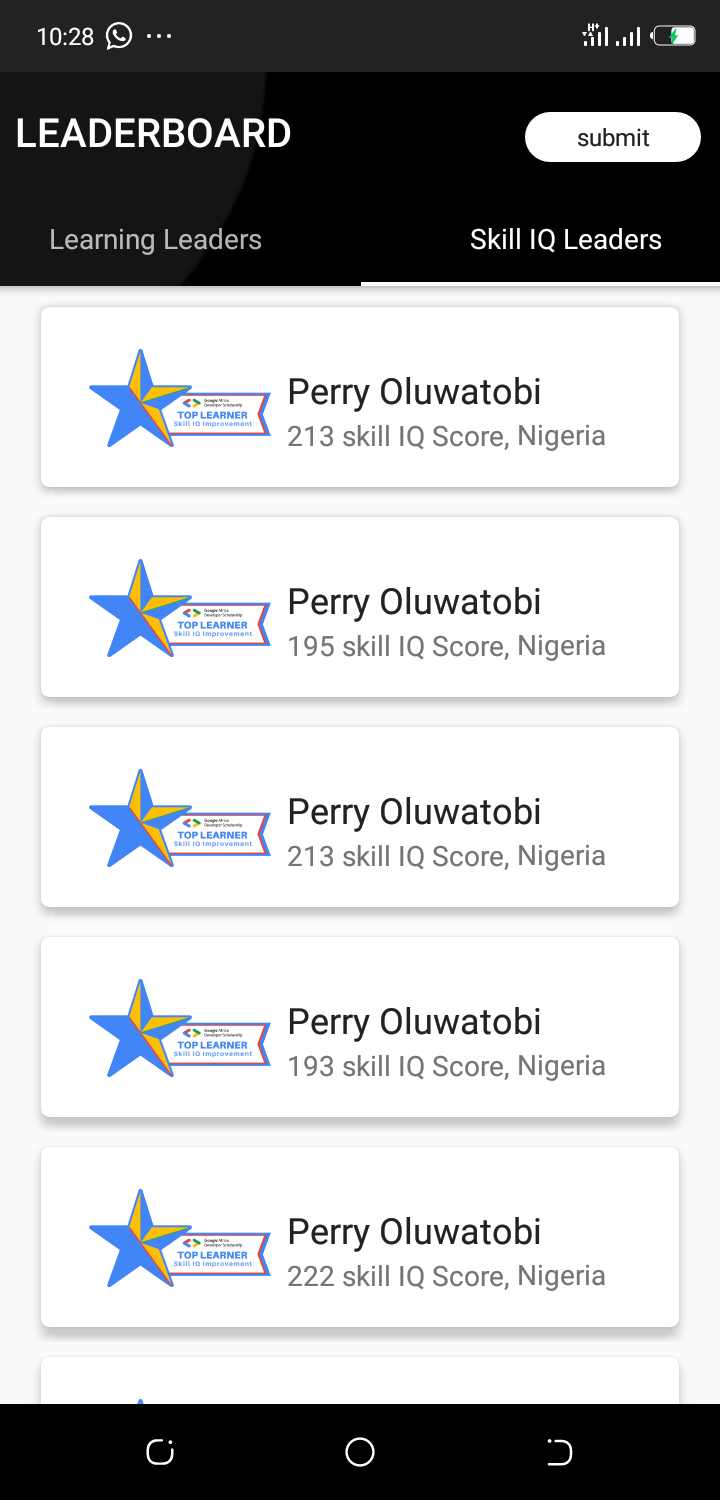 10:28
H+
LEADERBOARD
submit
Learning Leaders
Skill IQ Leaders
Google Africa
Developer Scholarship
TOP LEARNER
Skill IQ Improvement
Perry Oluwatobi
213 skill IQ Score, Nigeria
Google Africa
Developer Scholarship
TOP LEARNER
Skill IQ Improvement
Perry Oluwatobi
195 skill IQ Score, Nigeria
Google Africa
Developer Scholarship
TOP LEARNER
Skill IQ Improvement
Perry Oluwatobi
213 skill IQ Score, Nigeria
Google Africa
Developer Scholarship
TOP LEARNER
Skill IQ Improvement
Perry Oluwatobi
193 skill IQ Score, Nigeria
Google Africa
Developer Scholarship
TOP LEARNER
Skill IQ Improvement
Perry Oluwatobi
222 skill IQ Score, Nigeria